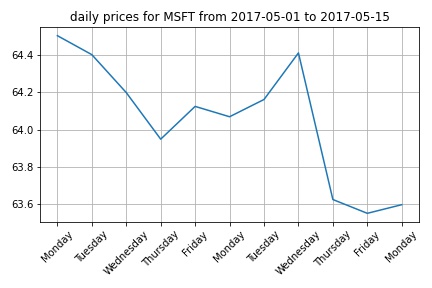 daily prices for MSFT from 2017-05-01 to 2017-05-15
64.4
64.2
64.0
63.8
63.6
Monday
Tuesday
Wednesday
Thursday
Friday
Monday
Tuesday
Wednesday
Thursday
Friday
Monday